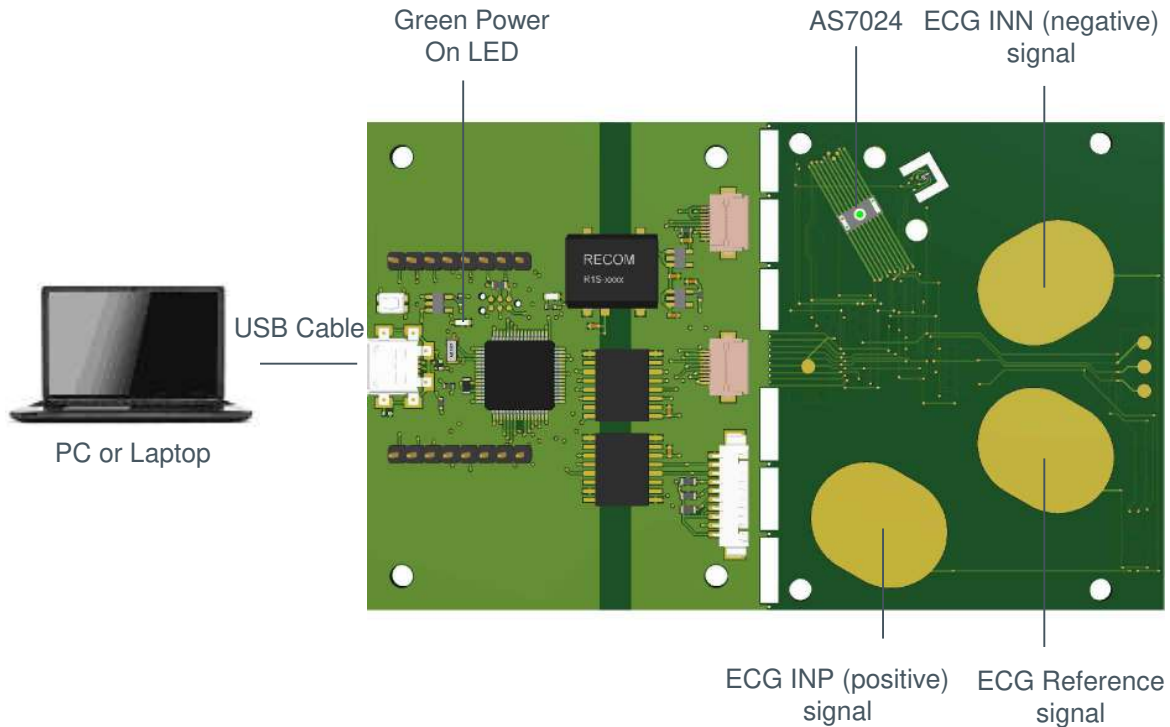 Green Power
On LED
AS7024
ECG INN (negative)
signal
RECOM
R1S-xxxx
USB Cable
PC or Laptop
ECG INP (positive)
signal
ECG Reference
signal